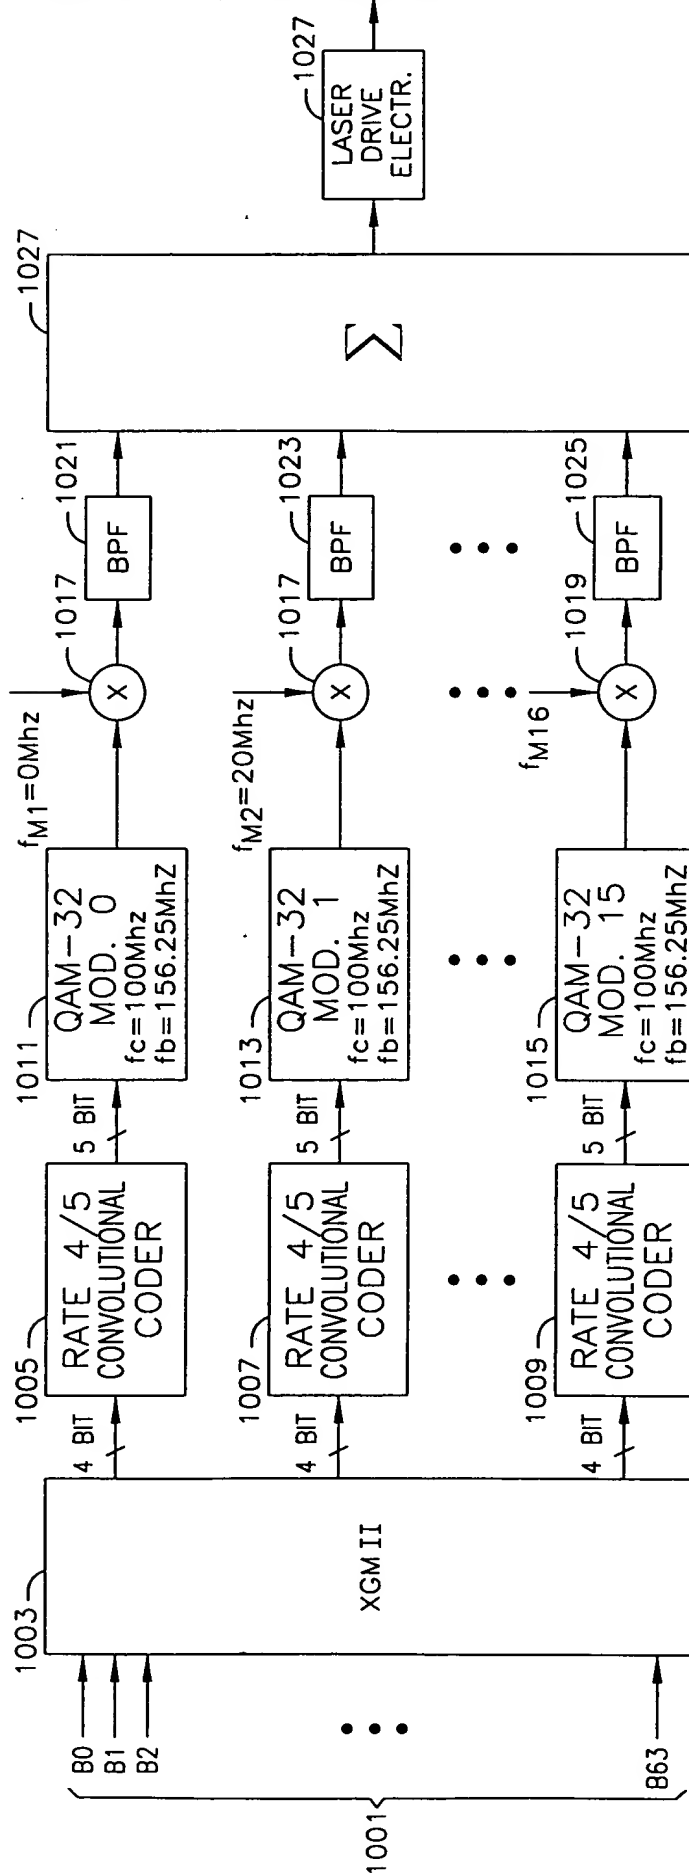 1001
B0
B1
B2
B63
1003
XGMII
4 BIT
4 BIT
4 BIT
1005
RATE 4/5
CONVOLUTIONAL
CODER
1007
RATE 4/5
CONVOLUTIONAL
CODER
1009
RATE 4/5
CONVOLUTIONAL
CODER
5 BIT
5 BIT
5 BIT
1011
QAM-32
MOD. 0
fc=100Mhz
fb=156.25MhZ
1013
QAM-32
MOD. 1
fc=100Mhz
fb=156.25MhZ
1015
QAM-32
MOD. 15
fc=100Mhz
fb=156.25MhZ
fM1=0Mhz
1017
X
fM2=20Mhz
1017
X
fM16
1019
X
1021
BPF
1023
BPF
1025
BPF
1027
Σ
1027
LASER
DRIVE
ELECTR.